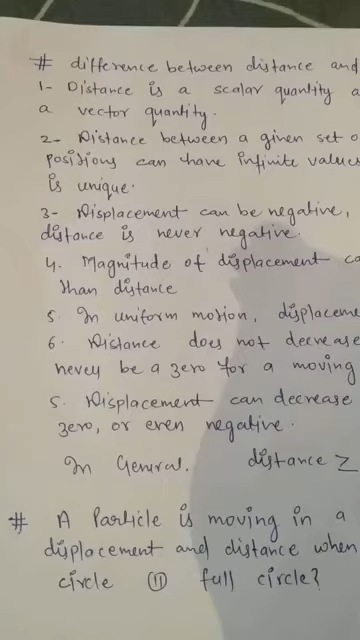 # difference between distance and
1- Distance is a scalar quantity a
a vector quantity.
2- Distance between a given set o
positions can have infinite values
is unique.
3- Displacement can be negative,
distance is never negative.
4. Magnitude of displacement ca
than distance
5. In uniform motion, displaceme
6. Distance does not decrease
never be a zero for a moving
5. Displacement can decrease
zero, or even negative.
In General. distance ≥
# A Particle is moving in a
displacement and distance when
circle (ii) full circle?